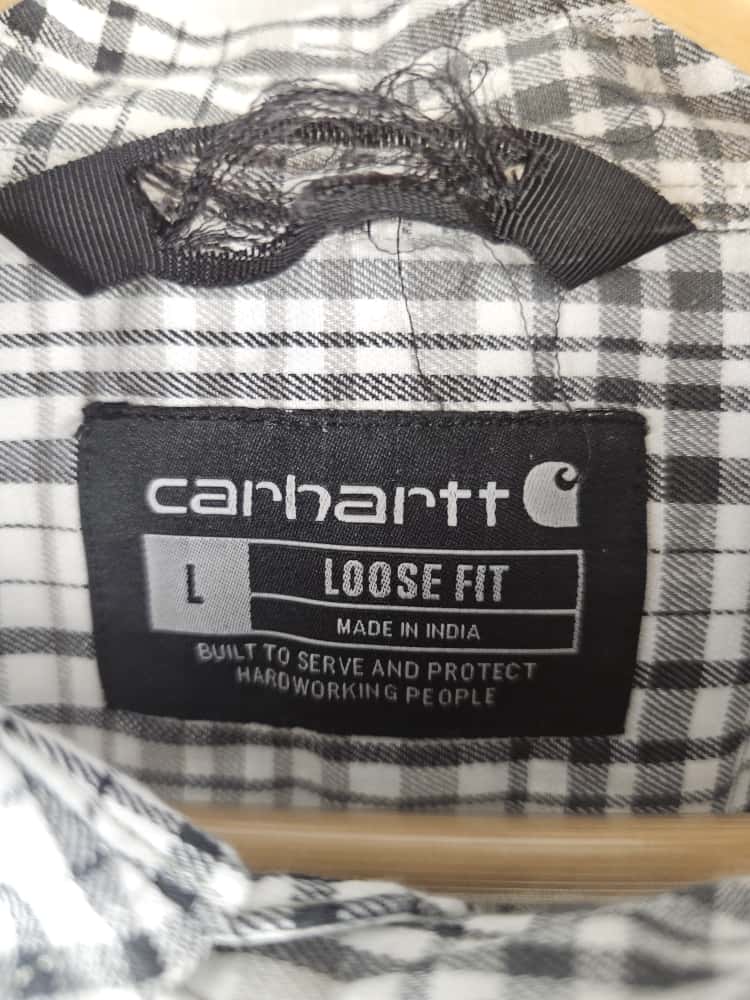 carhartt
L LOOSE FIT
MADE IN INDIA
BUILT TO SERVE AND PROTECT
HARDWORKING PEOPLE